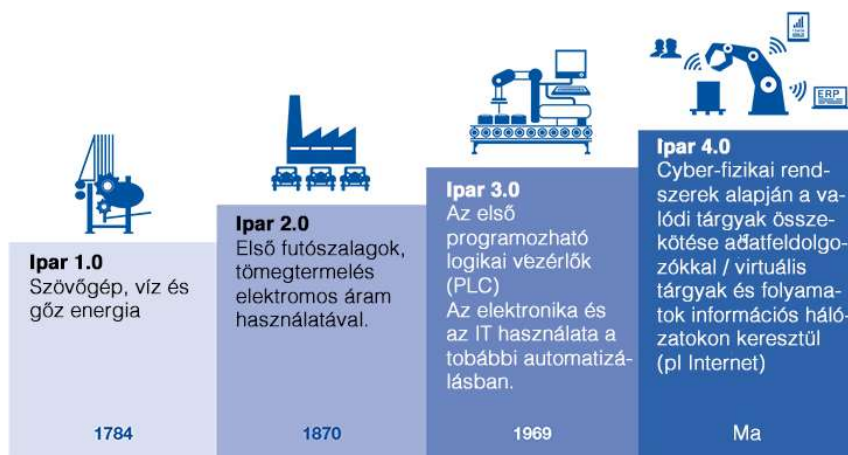 ERP
Ipar 1.0
Szövőgép, víz és
gőz energia
1784
Ipar 2.0
Első futószalagok,
tömegtermelés
elektromos áram
használatával.
1870
Ipar 3.0
Az első
programozható
logikai vezérlők
(PLC)
Az elektronika és
az IT használata a
tobábbi automatizá-
lásban.
1969
Ipar 4.0
Cyber-fizikai rend-
szerek alapján a va-
lódi tárgyak össze-
kötése adatfeldolgo-
zókkal / virtuális
tárgyak és folyama-
tok információs háló-
zatokon keresztül
(pl Internet)
Ma